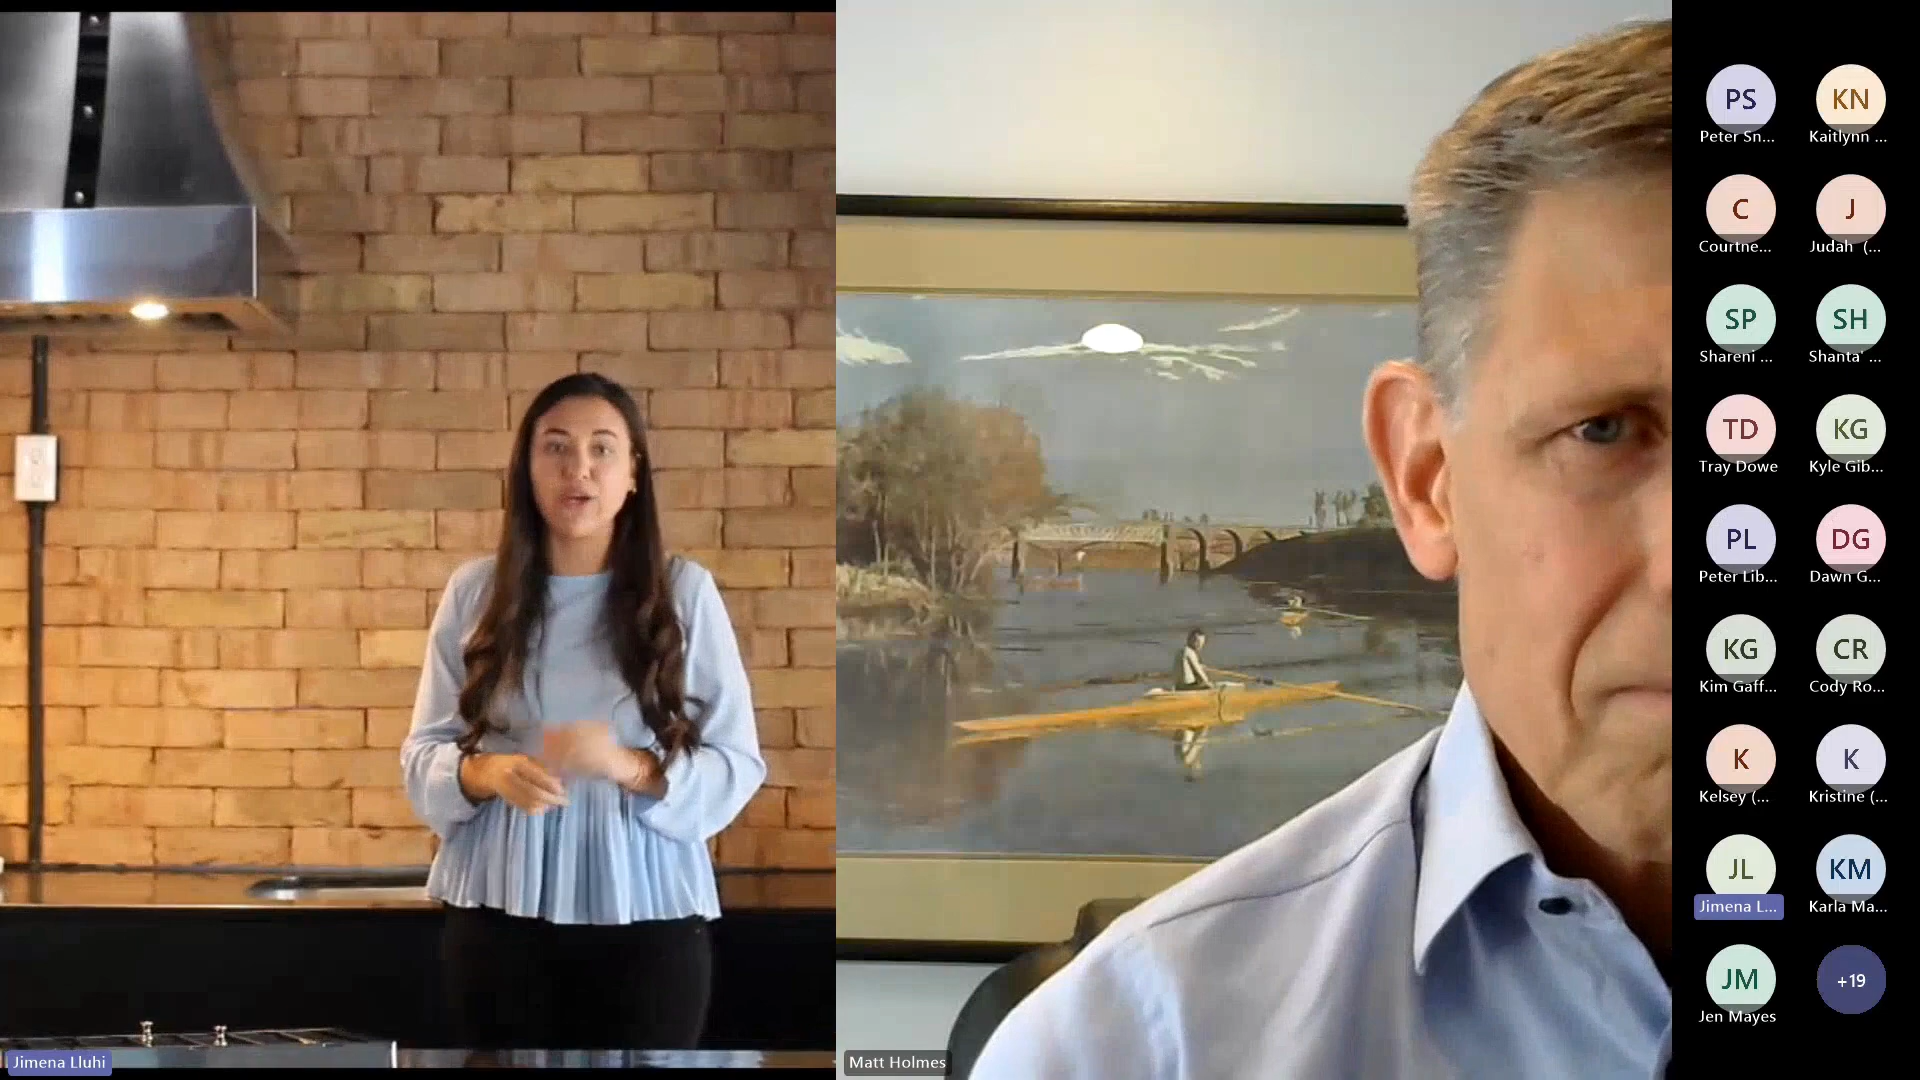 PS
KN
Peter Sn...
Kaitlynn ...
C
J
Courtne...
Judah (...
SP
SH
Shareni ...
Shanta' ...
TD
KG
Tray Dowe
Kyle Gib...
PL
DG
Peter Lib...
Dawn G...
KG
CR
Kim Gaff...
Cody Ro...
K
K
Kelsey (...
Kristine (...
JL
KM
Jimena L...
Karla Ma...
JM
+19
Jen Mayes
Jimena Lluhi
Matt Holmes